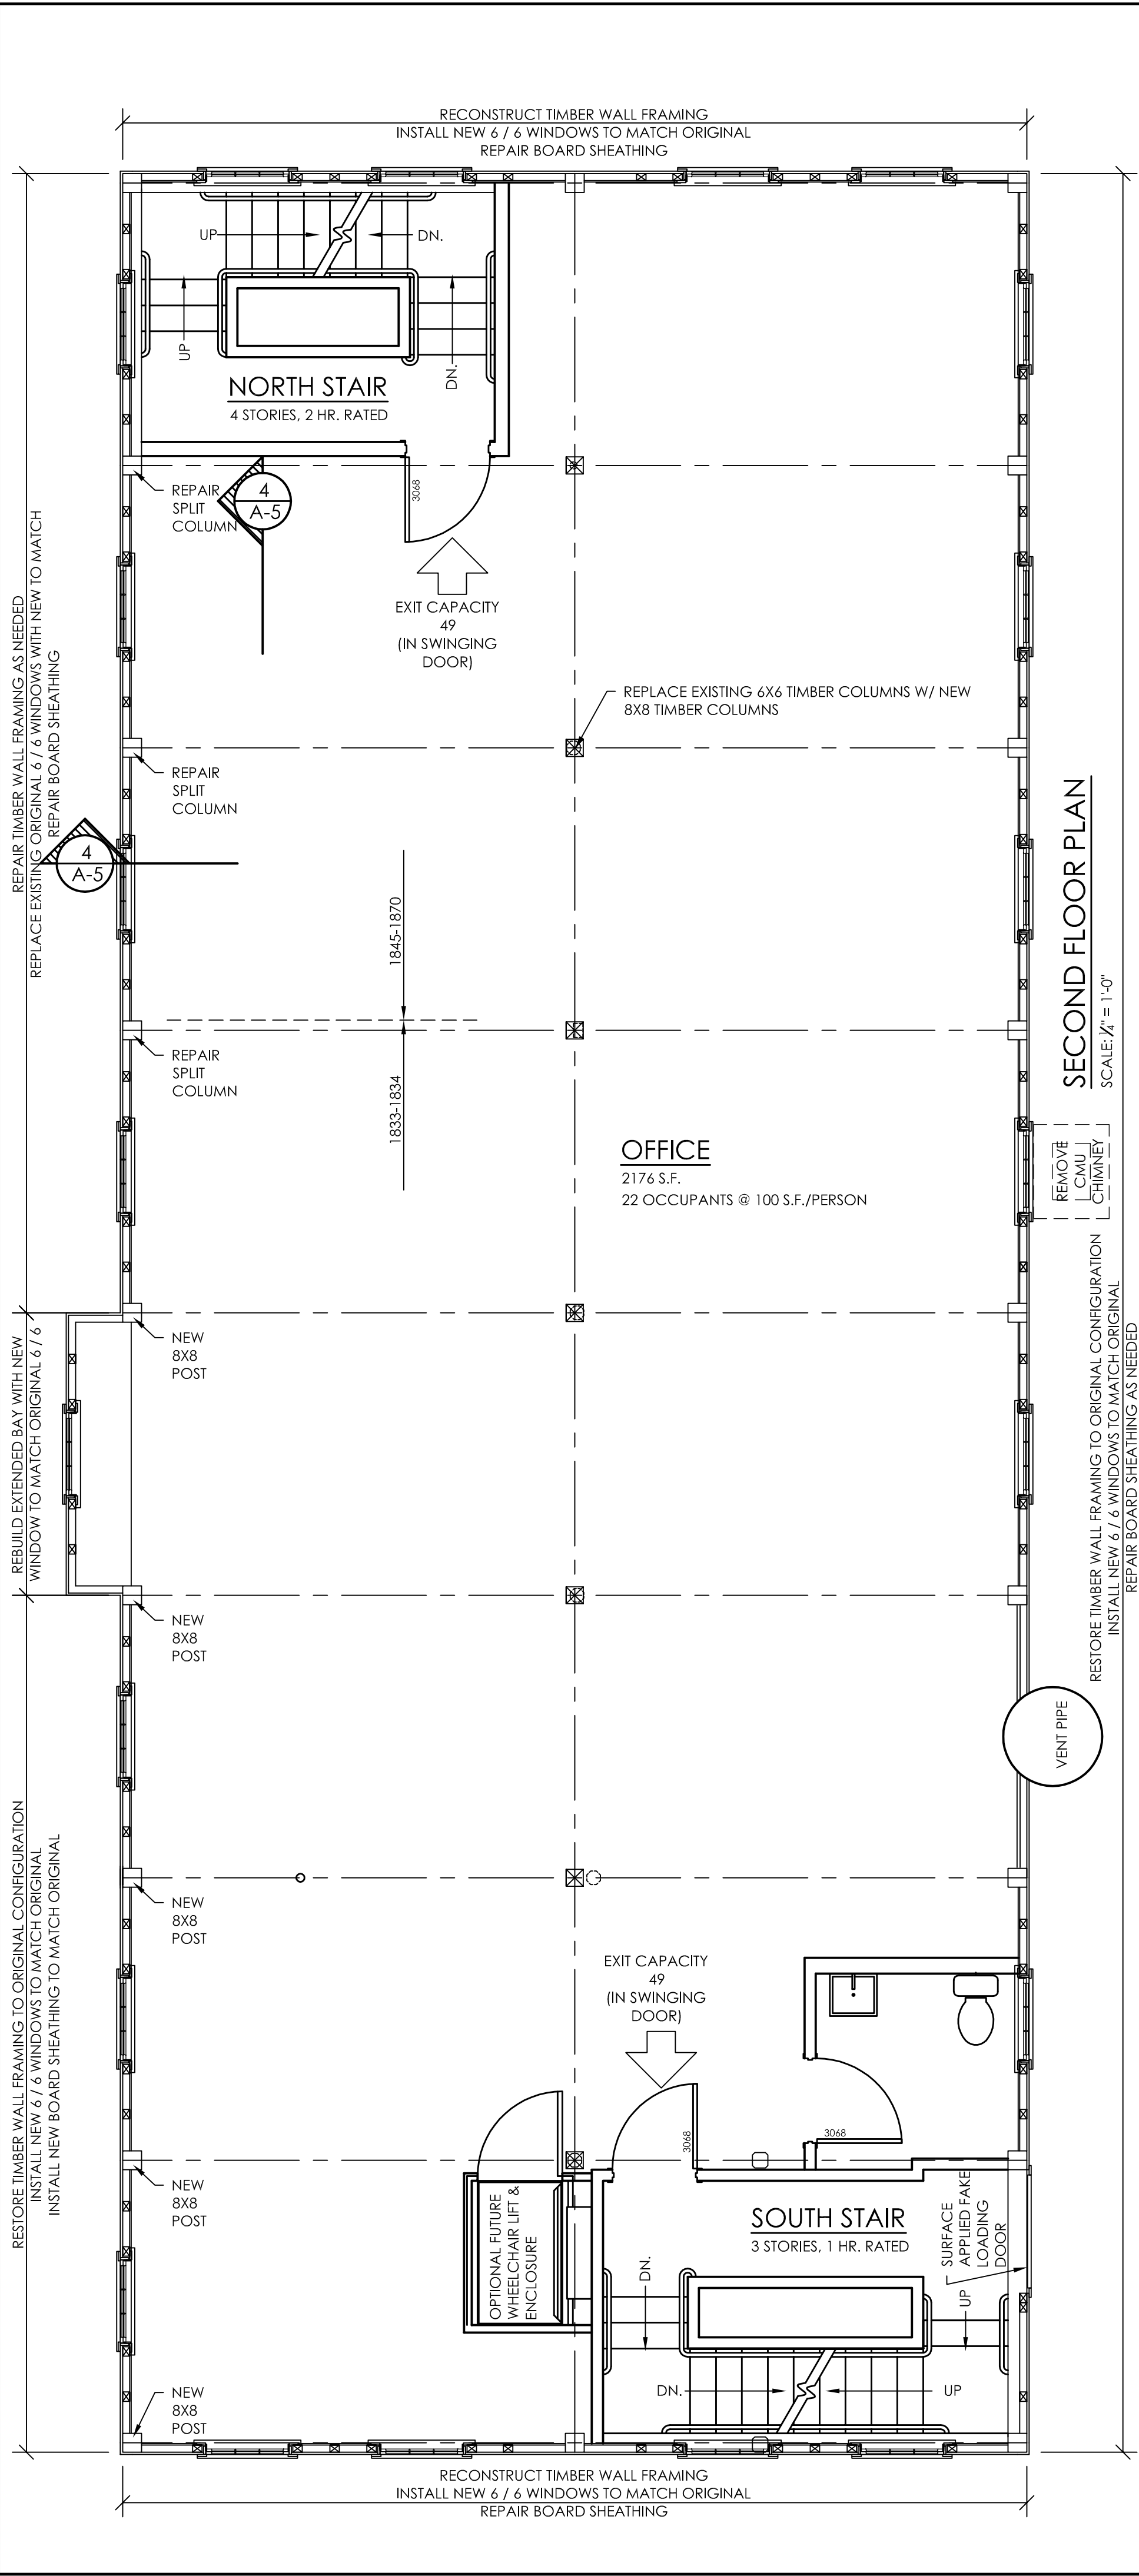 RECONSTRUCT TIMBER WALL FRAMING
INSTALL NEW 6 / 6 WINDOWS TO MATCH ORIGINAL
REPAIR BOARD SHEATHING
UP
DN.
UP
DN.
NORTH STAIR
4 STORIES, 2 HR. RATED
REPAIR
SPLIT
COLUMN
4
A-5
3068
EXIT CAPACITY
49
(IN SWINGING
DOOR)
REPAIR TIMBER WALL FRAMING AS NEEDED
REPLACE EXISTING ORIGINAL 6 / 6 WINDOWS WITH NEW TO MATCH
REPAIR BOARD SHEATHING
REPLACE EXISTING 6X6 TIMBER COLUMNS W/ NEW
8X8 TIMBER COLUMNS
REPAIR
SPLIT
COLUMN
4
A-5
1845-1870
1833-1834
REPAIR
SPLIT
COLUMN
SECOND FLOOR PLAN
SCALE: 1/4" = 1'-0"
OFFICE
2176 S.F.
22 OCCUPANTS @ 100 S.F./PERSON
REMOVE
CMU
CHIMNEY
REBUILD EXTENDED BAY WITH NEW
WINDOW TO MATCH ORIGINAL 6 / 6
NEW
8X8
POST
RESTORE TIMBER WALL FRAMING TO ORIGINAL CONFIGURATION
INSTALL NEW 6 / 6 WINDOWS TO MATCH ORIGINAL
REPAIR BOARD SHEATHING AS NEEDED
NEW
8X8
POST
VENT PIPE
RESTORE TIMBER WALL FRAMING TO ORIGINAL CONFIGURATION
INSTALL NEW 6 / 6 WINDOWS TO MATCH ORIGINAL
INSTALL NEW BOARD SHEATHING TO MATCH ORIGINAL
NEW
8X8
POST
EXIT CAPACITY
49
(IN SWINGING
DOOR)
3068
3068
NEW
8X8
POST
OPTIONAL FUTURE
WHEELCHAIR LIFT &
ENCLOSURE
SOUTH STAIR
3 STORIES, 1 HR. RATED
SURFACE
APPLIED FAKE
LOADING
DOOR
DN.
UP
DN.
UP
NEW
8X8
POST
RECONSTRUCT TIMBER WALL FRAMING
INSTALL NEW 6 / 6 WINDOWS TO MATCH ORIGINAL
REPAIR BOARD SHEATHING